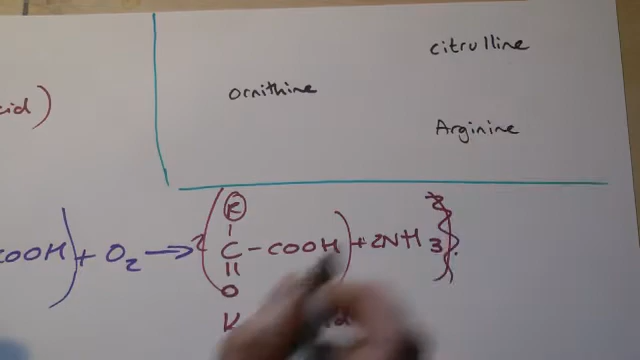 citrulline
ornithine
cid)
Arginine
R
COOH) + O₂ → 2(C – COOH) + 2NH₃
O